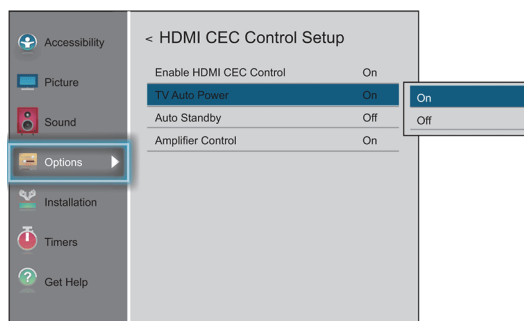 Accessibility
Picture
Sound
Options
Installation
Timers
Get Help
< HDMI CEC Control Setup
Enable HDMI CEC Control On
TV Auto Power On
Auto Standby Off
Amplifier Control On
On
Off